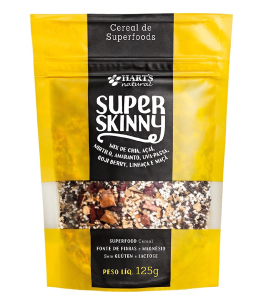 Cereal de
Superfoods
HART'S
natural
SUPER
SKINNY
MIX DE CHIA, AÇAÍ,
MIRTILO, AMARANTO, UVA-PASSA,
GOJI BERRY, LINHAÇA E MAÇÃ
SUPERFOOD Cereal
FONTE DE FIBRAS + MAGNÉSIO
Sem GLÚTEN + LACTOSE
PESO LÍQ. 125g